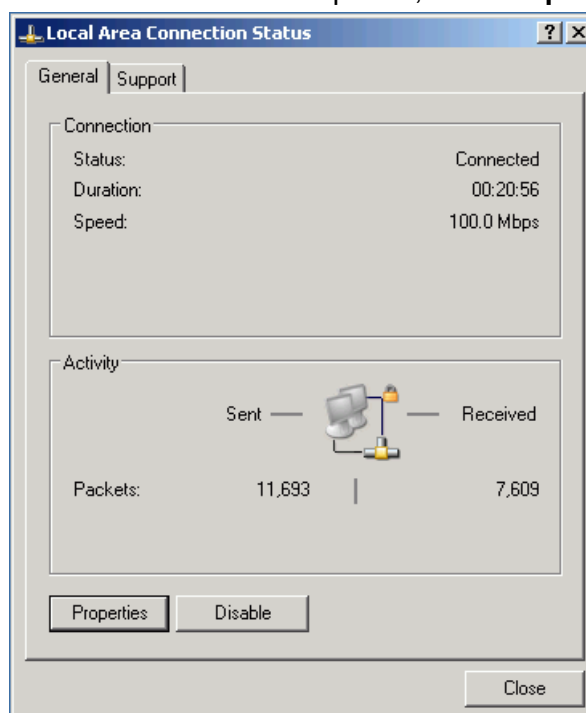 Local Area Connection Status
General Support
Connection
Status: Connected
Duration: 00:20:56
Speed: 100.0 Mbps
Activity
Sent Received
Packets: 11,693 7,609
Properties Disable
Close